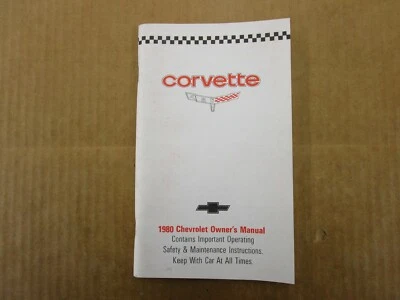 corvette
1980 Chevrolet Owner's Manual
Contains Important Operating
Safety & Maintenance Instructions.
Keep With Car At All Times.